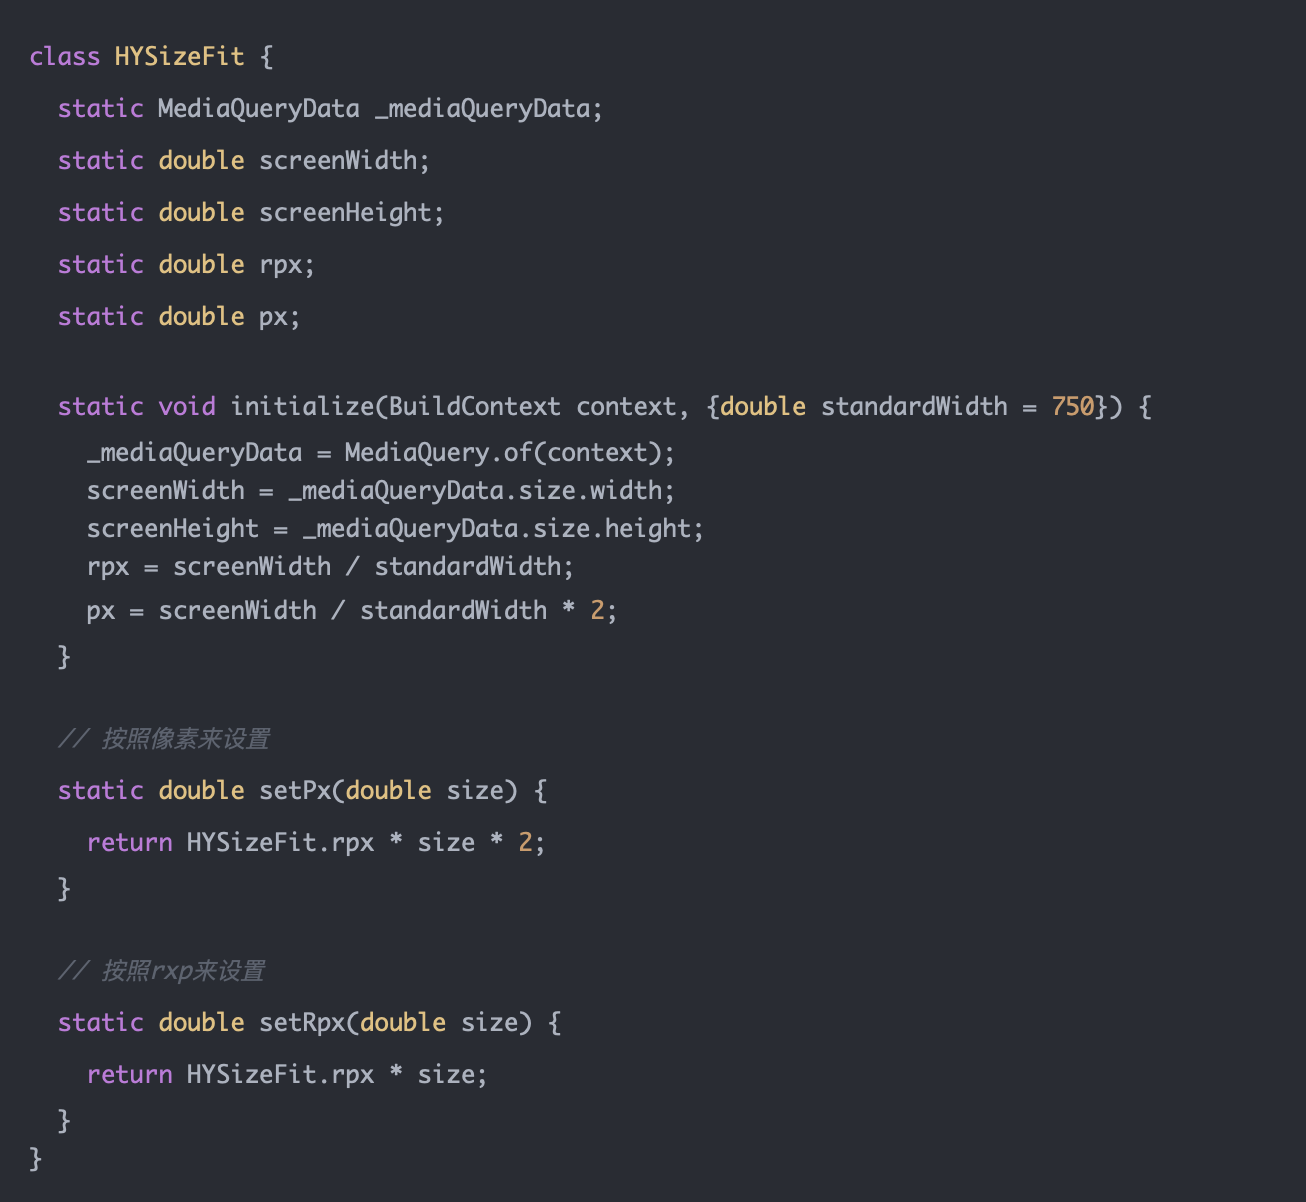 class HYSizeFit {
static MediaQueryData _mediaQueryData;
static double screenWidth;
static double screenHeight;
static double rpx;
static double px;
static void initialize(BuildContext context, {double standardWidth = 750}) {
_mediaQueryData = MediaQuery.of(context);
screenWidth = _mediaQueryData.size.width;
screenHeight = _mediaQueryData.size.height;
rpx = screenWidth / standardWidth;
px = screenWidth / standardWidth * 2;
}
// 按照像素来设置
static double setPx(double size) {
return HYSizeFit.rpx * size * 2;
}
// 按照rxp来设置
static double setRpx(double size) {
return HYSizeFit.rpx * size;
}
}